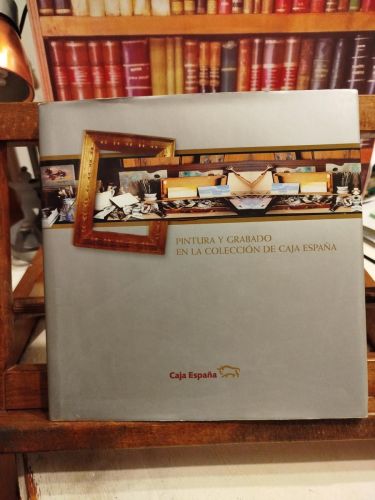 PINTURA Y GRABADO
EN LA COLECCIÓN DE CAJA ESPAÑA
Caja España